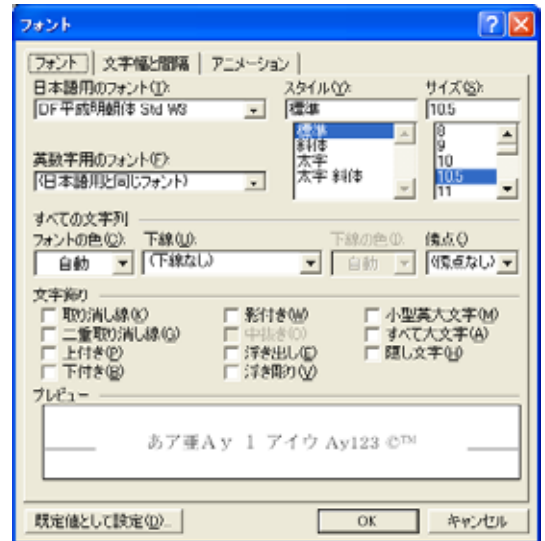 フォント
フォント 文字幅と間隔 アニメーション
日本語用のフォント(T): スタイル(Y): サイズ(S):
DF平成明朝体 Std W3 標準 10.5
標準 8
斜体 9
英数字用のフォント(F): 太字 10
(日本語用と同じフォント) 太字 斜体 10.5
11
すべての文字列
フォントの色(C): 下線(U): 下線の色(I): 傍点()
自動 (下線なし) 自動 (傍点なし)
文字飾り
取り消し線(K) 影付き(W) 小型英大文字(M)
二重取り消し線(G) 中抜き(O) すべて大文字(A)
上付き(P) 浮き出し(E) 隠し文字(H)
下付き(B) 浮き彫り(V)
プレビュー
あア亜Ay 1 アイウ Ay123 ©™
既定値として設定(D)... OK キャンセル